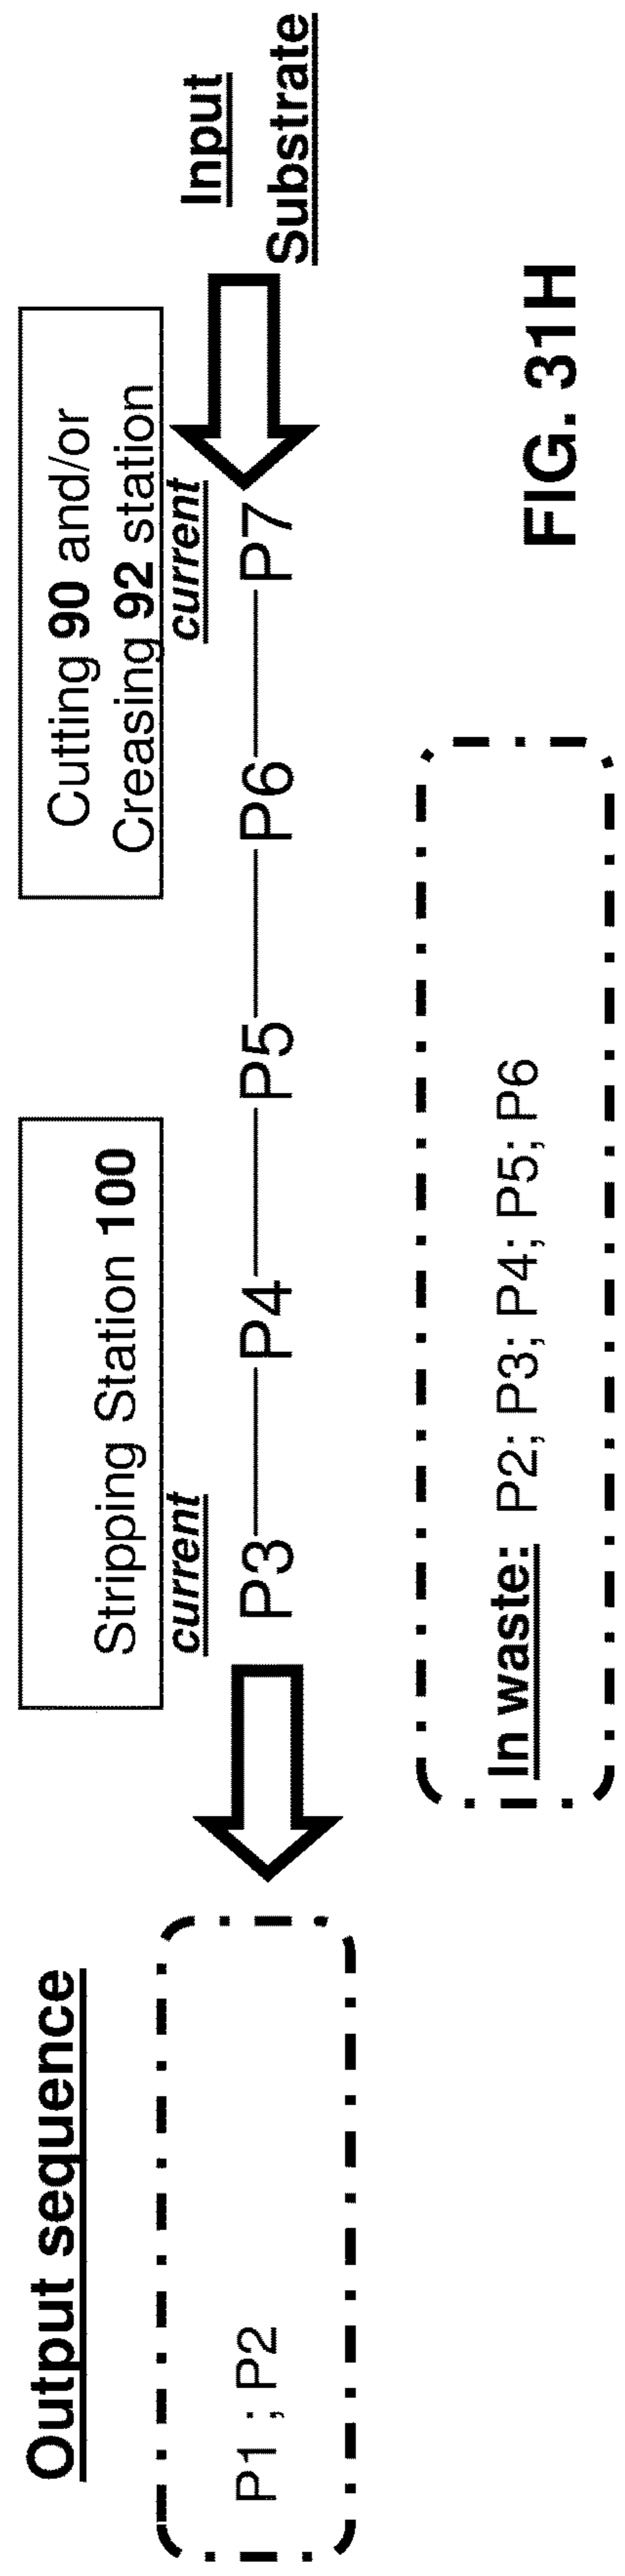 Output sequence
P1 ; P2
Stripping Station 100
current
Cutting 90 and/or
Creasing 92 station
current
P3 P4 P5 P6 P7
Input
Substrate
In waste: P2; P3; P4; P5; P6
FIG. 31H